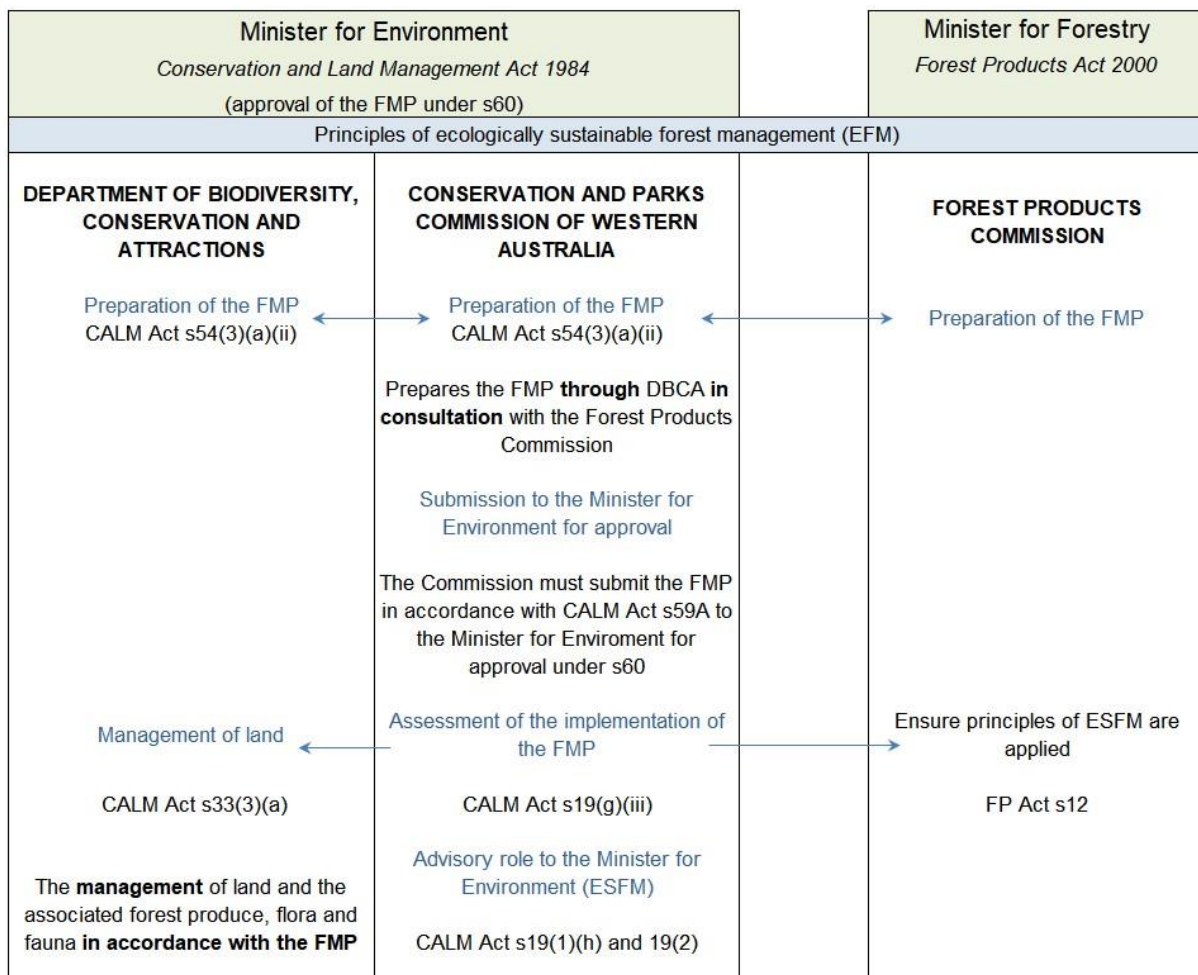 Minister for Environment
Conservation and Land Management Act 1984
(approval of the FMP under s60)
Minister for Forestry
Forest Products Act 2000
Principles of ecologically sustainable forest management (EFM)
DEPARTMENT OF BIODIVERSITY,
CONSERVATION AND
ATTRACTIONS
Preparation of the FMP
CALM Act s54(3)(a)(ii)
Management of land
CALM Act s33(3)(a)
The management of land and the
associated forest produce, flora and
fauna in accordance with the FMP
CONSERVATION AND PARKS
COMMISSION OF WESTERN
AUSTRALIA
Preparation of the FMP
CALM Act s54(3)(a)(ii)
Prepares the FMP through DBCA in
consultation with the Forest Products
Commission
Submission to the Minister for
Environment for approval
The Commission must submit the FMP
in accordance with CALM Act s59A to
the Minister for Enviroment for
approval under s60
Assessment of the implementation of
the FMP
CALM Act s19(g)(iii)
Advisory role to the Minister for
Environment (ESFM)
CALM Act s19(1)(h) and 19(2)
FOREST PRODUCTS
COMMISSION
Preparation of the FMP
Ensure principles of ESFM are
applied
FP Act s12